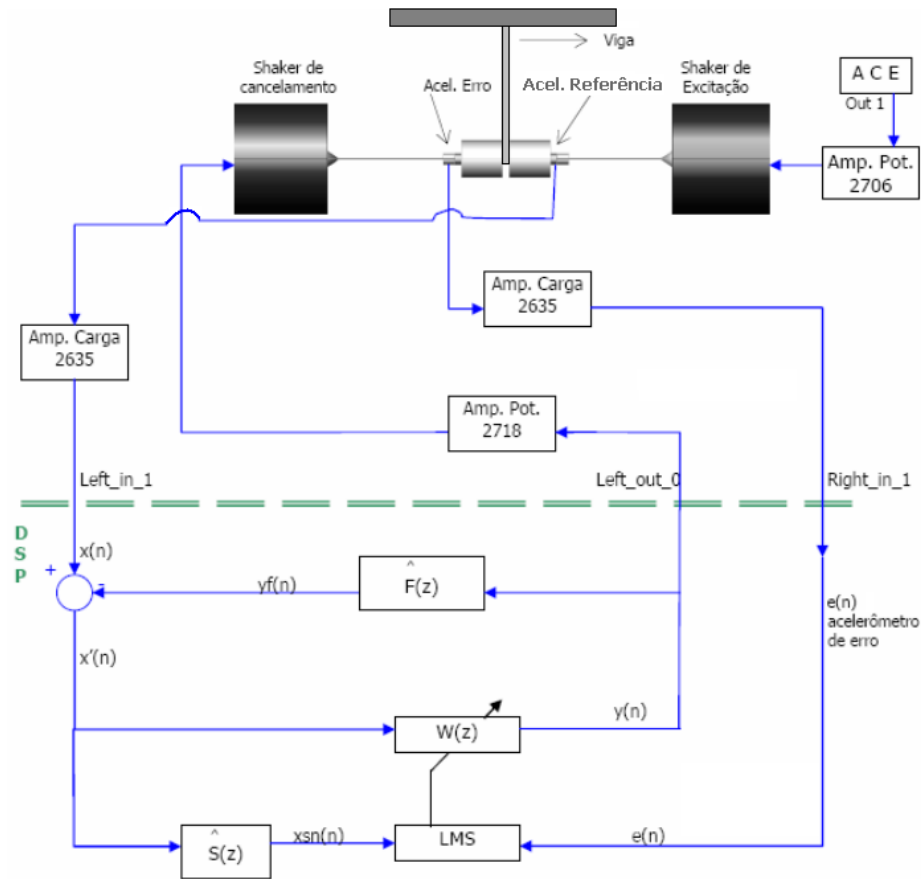 Viga
Shaker de
cancelamento
Acel. Erro
Acel. Referência
Shaker de
Excitação
A C E
Out 1
Amp. Pot.
2706
Amp. Carga
2635
Amp. Carga
2635
Amp. Pot.
2718
Left_in_1
Left_out_0
Right_in_1
D
S
P
x(n)
+
-
yf(n)
^
F(z)
e(n)
acelerômetro
de erro
x'(n)
W(z)
y(n)
^
S(z)
xsn(n)
LMS
e(n)